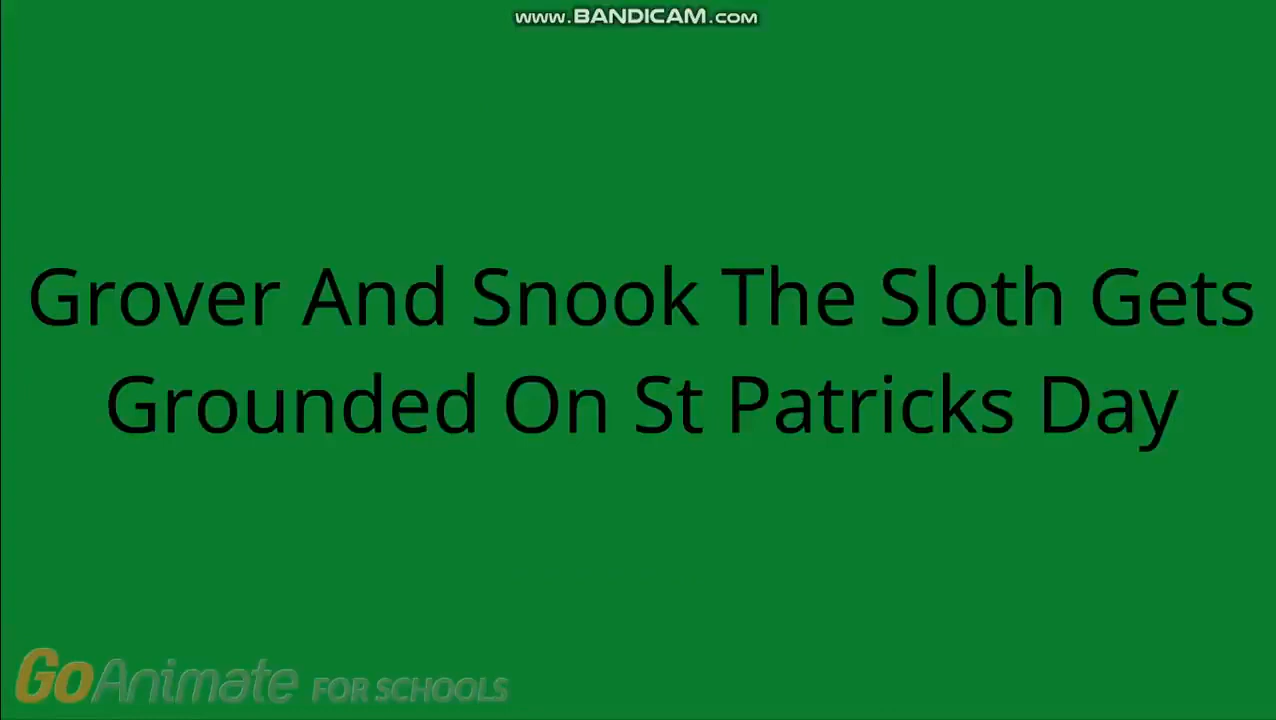 www.BANDICAM.com
Grover And Snook The Sloth Gets
Grounded On St Patricks Day
GoAnimate FOR SCHOOLS